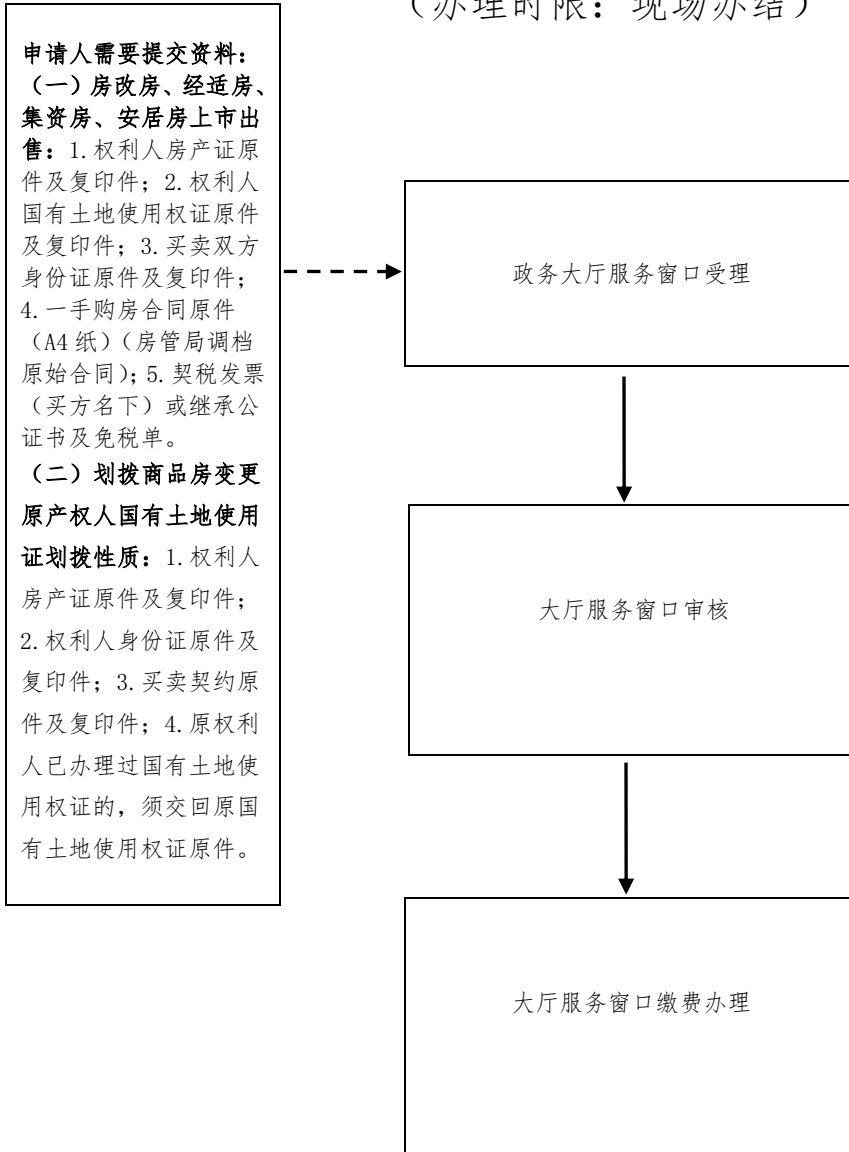 （办理时限：现场办结）
申请人需要提交资料：
（一）房改房、经适房、
集资房、安居房上市出
售：1.权利人房产证原
件及复印件；2.权利人
国有土地使用权证原件
及复印件；3.买卖双方
身份证原件及复印件；
4.一手购房合同原件
（A4 纸）（房管局调档
原始合同）；5.契税发票
（买方名下）或继承公
证书及免税单。
（二）划拨商品房变更
原产权人国有土地使用
证划拨性质：1.权利人
房产证原件及复印件；
2.权利人身份证原件及
复印件；3.买卖契约原
件及复印件；4.原权利
人已办理过国有土地使
用权证的，须交回原国
有土地使用权证原件。
政务大厅服务窗口受理
大厅服务窗口审核
大厅服务窗口缴费办理